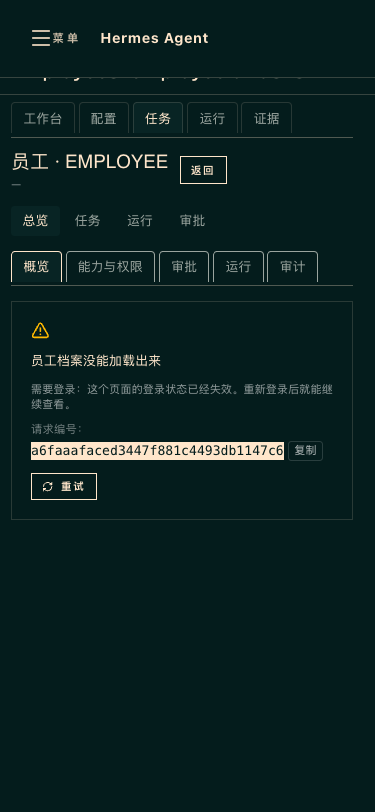 菜单 Hermes Agent
工作台 配置 任务 运行 证据
员工 · EMPLOYEE 返回
—
总览 任务 运行 审批
概览 能力与权限 审批 运行 审计
员工档案没能加载出来
需要登录：这个页面的登录状态已经失效。重新登录后就能继
续查看。
请求编号：
a6faaafaced3447f881c4493db1147c6 复制
重试